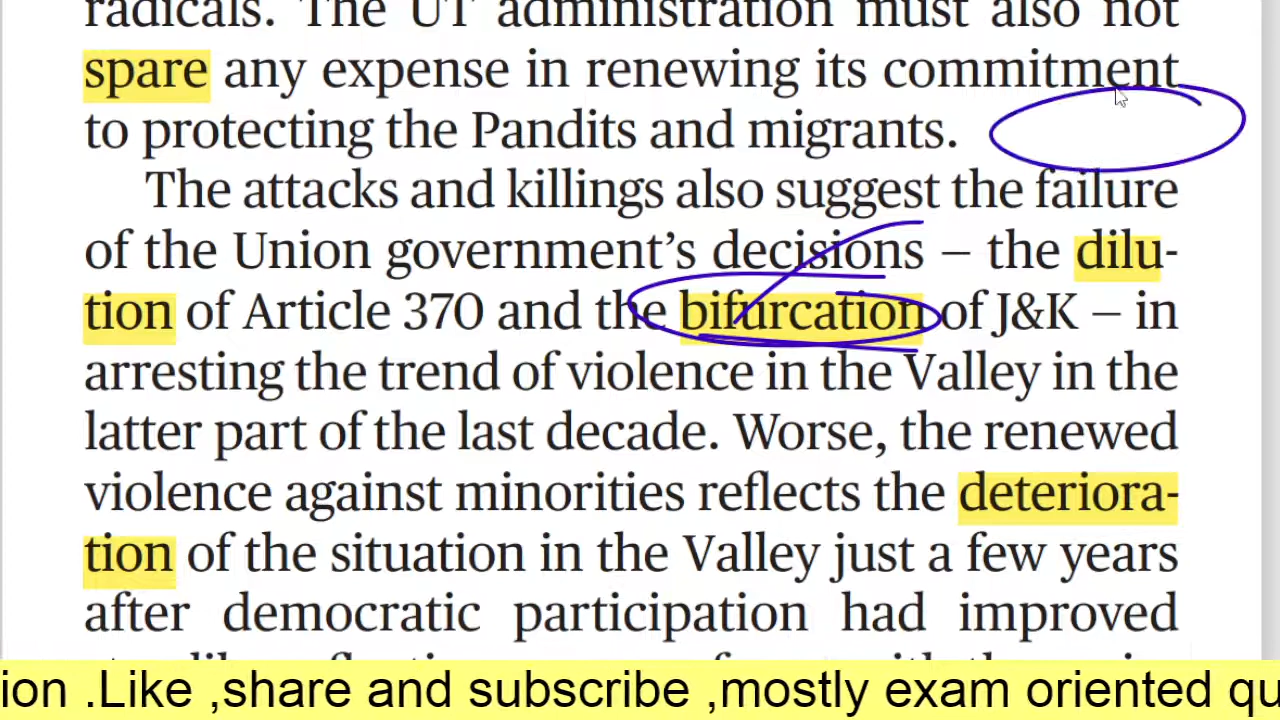 radicals. The UT administration must also not
spare any expense in renewing its commitment
to protecting the Pandits and migrants.
The attacks and killings also suggest the failure
of the Union government’s decisions — the dilu-
tion of Article 370 and the bifurcation of J&K — in
arresting the trend of violence in the Valley in the
latter part of the last decade. Worse, the renewed
violence against minorities reflects the deteriora-
tion of the situation in the Valley just a few years
after democratic participation had improved
ion .Like ,share and subscribe ,mostly exam oriented qu